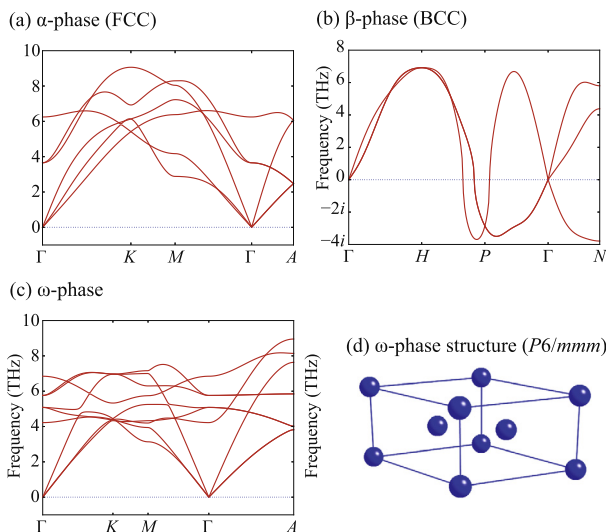 (a) α-phase (FCC)
10
8
6
4
2
0
Γ K M Γ A
(b) β-phase (BCC)
Frequency (THz)
8
6
4
2
0
−2i
−4i
Γ H P Γ N
(c) ω-phase
Frequency (THz)
10
8
6
4
2
0
Γ K M Γ A
(d) ω-phase structure (P6/mmm)